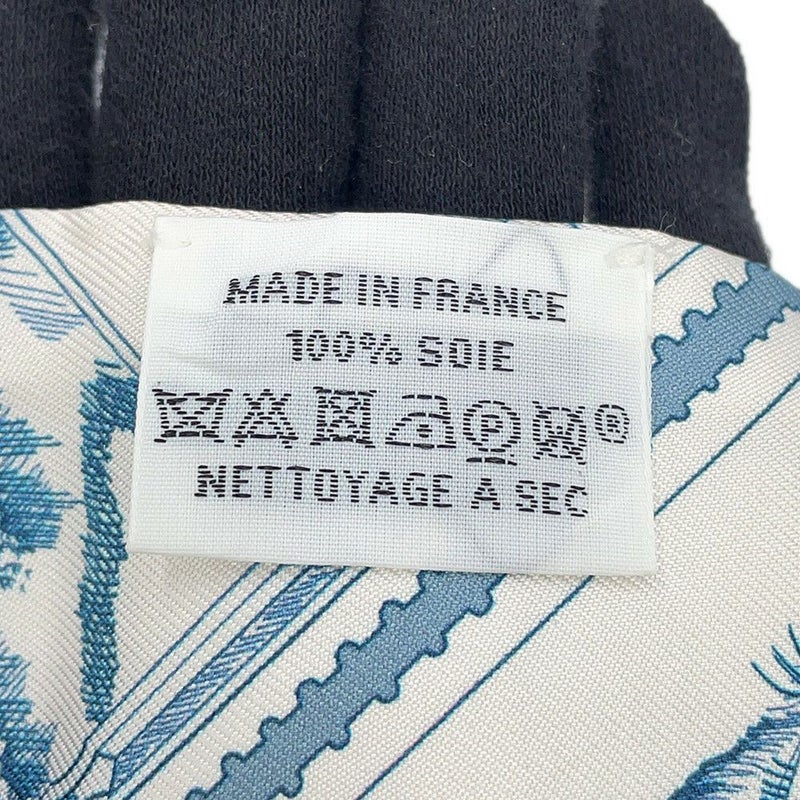 MADE IN FRANCE
100% SOIE
P ®
NETTOYAGE A SEC